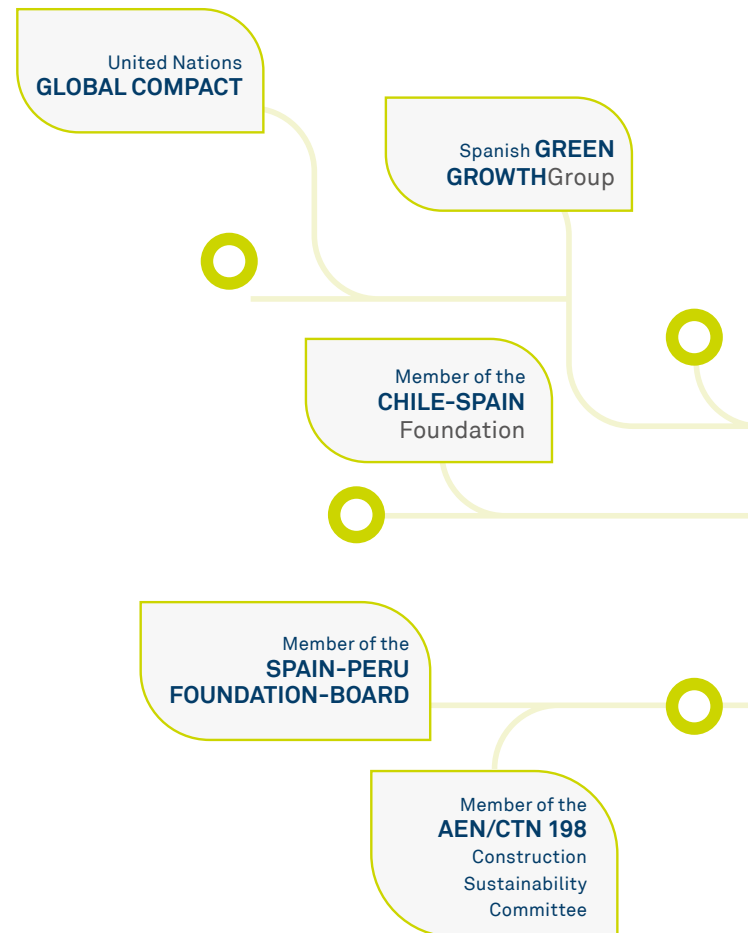 United Nations
GLOBAL COMPACT
Spanish GREEN
GROWTHGroup
Member of the
CHILE-SPAIN
Foundation
Member of the
SPAIN-PERU
FOUNDATION-BOARD
Member of the
AEN/CTN 198
Construction
Sustainability
Committee